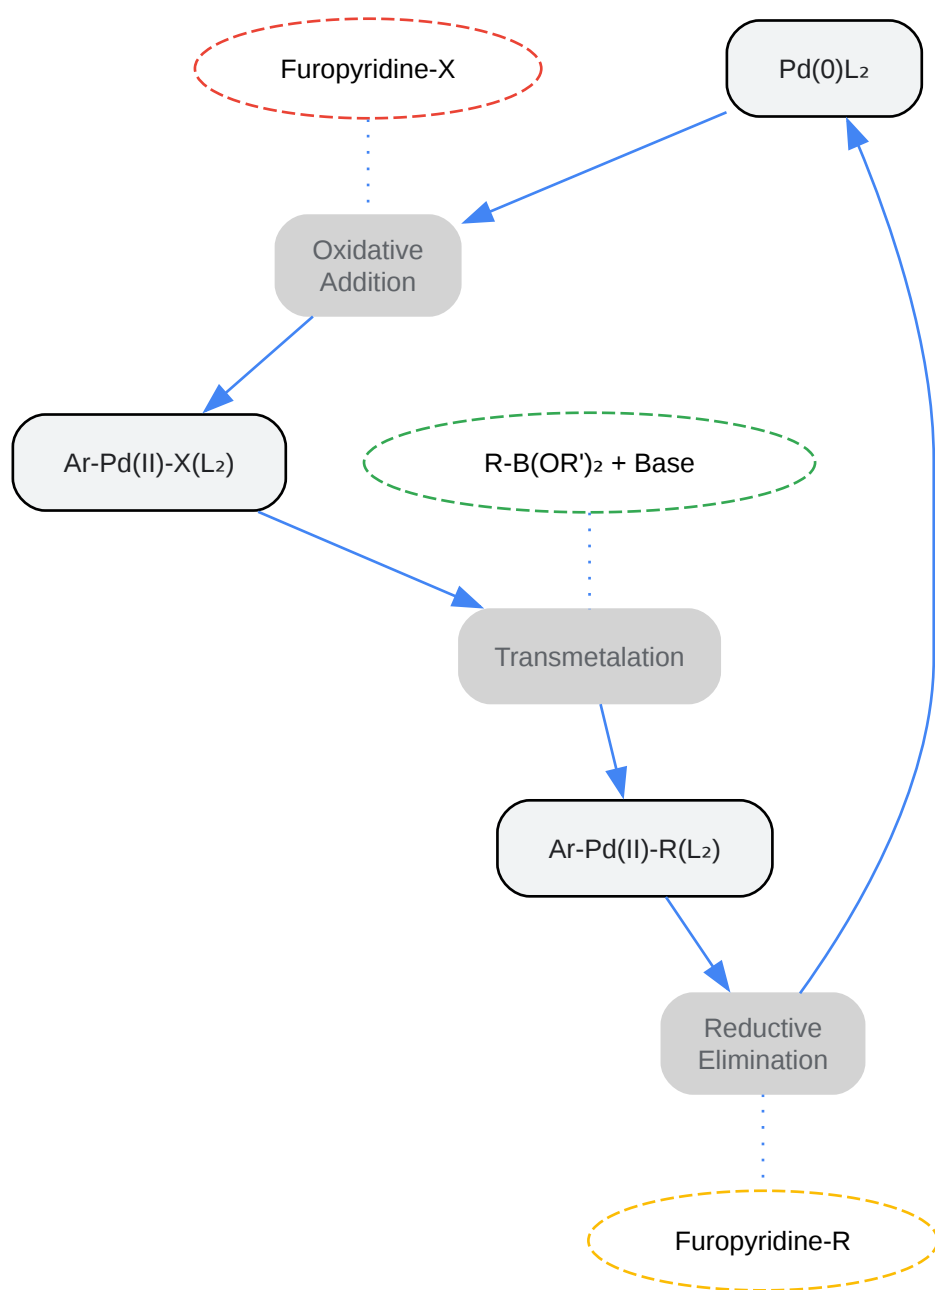 Furopyridine-X
Pd(0)L₂
Oxidative
Addition
Ar-Pd(II)-X(L₂)
R-B(OR')₂ + Base
Transmetalation
Ar-Pd(II)-R(L₂)
Reductive
Elimination
Furopyridine-R